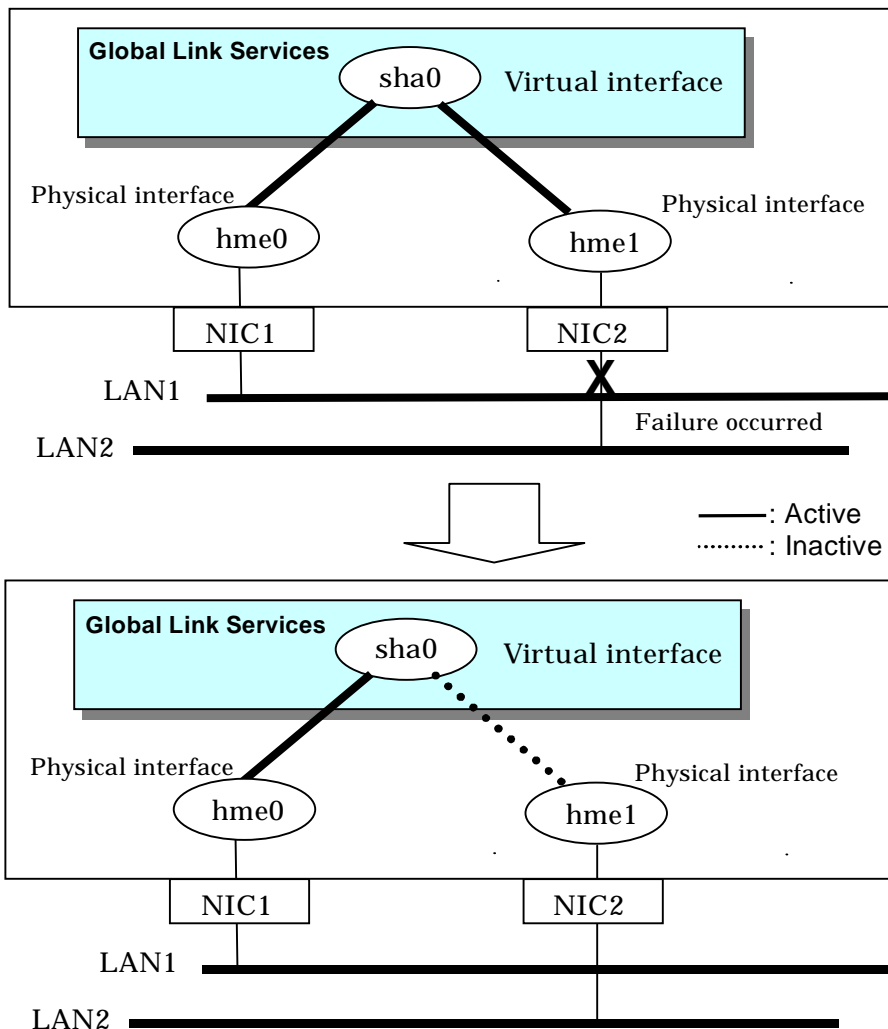 Global Link Services
sha0
Virtual interface
Physical interface
Physical interface
hme0
hme1
NIC1
NIC2
X
LAN1
Failure occurred
LAN2
: Active
: Inactive
Global Link Services
sha0
Virtual interface
Physical interface
Physical interface
hme0
hme1
NIC1
NIC2
LAN1
LAN2